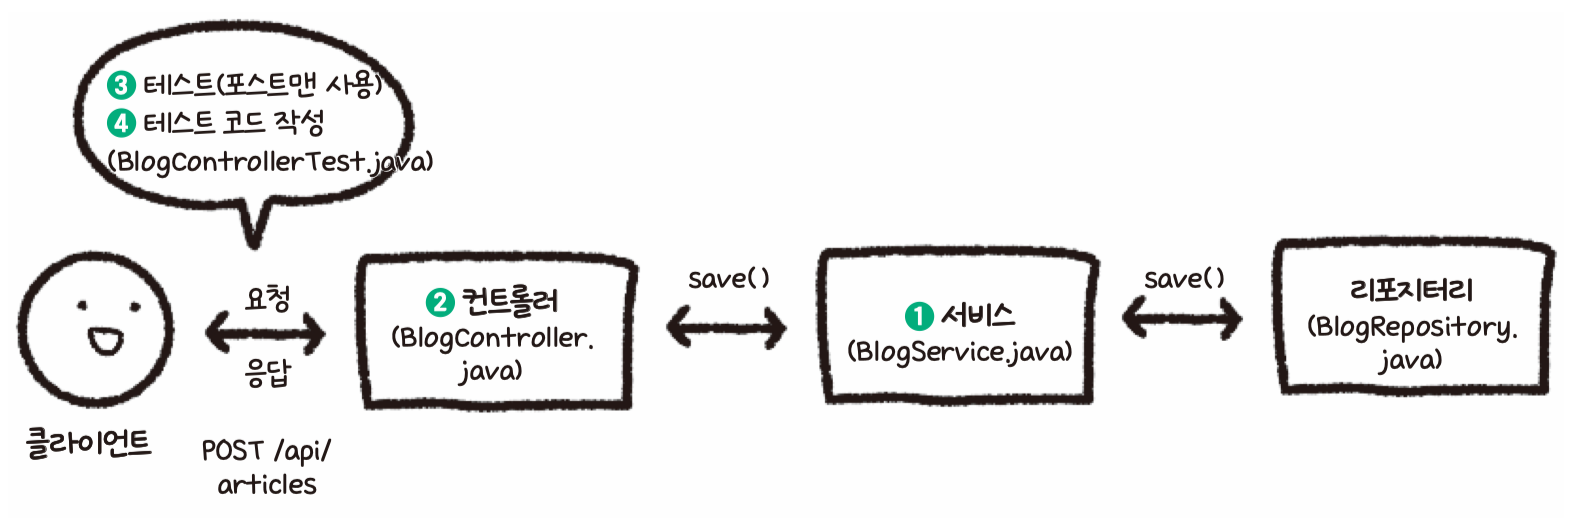 3 테스트(포스트맨 사용)
4 테스트 코드 작성
(BlogControllerTest.java)
클라이언트
요청
응답
POST /api/
articles
2 컨트롤러
(BlogController.
java)
save()
1 서비스
(BlogService.java)
save()
리포지터리
(BlogRepository.
java)